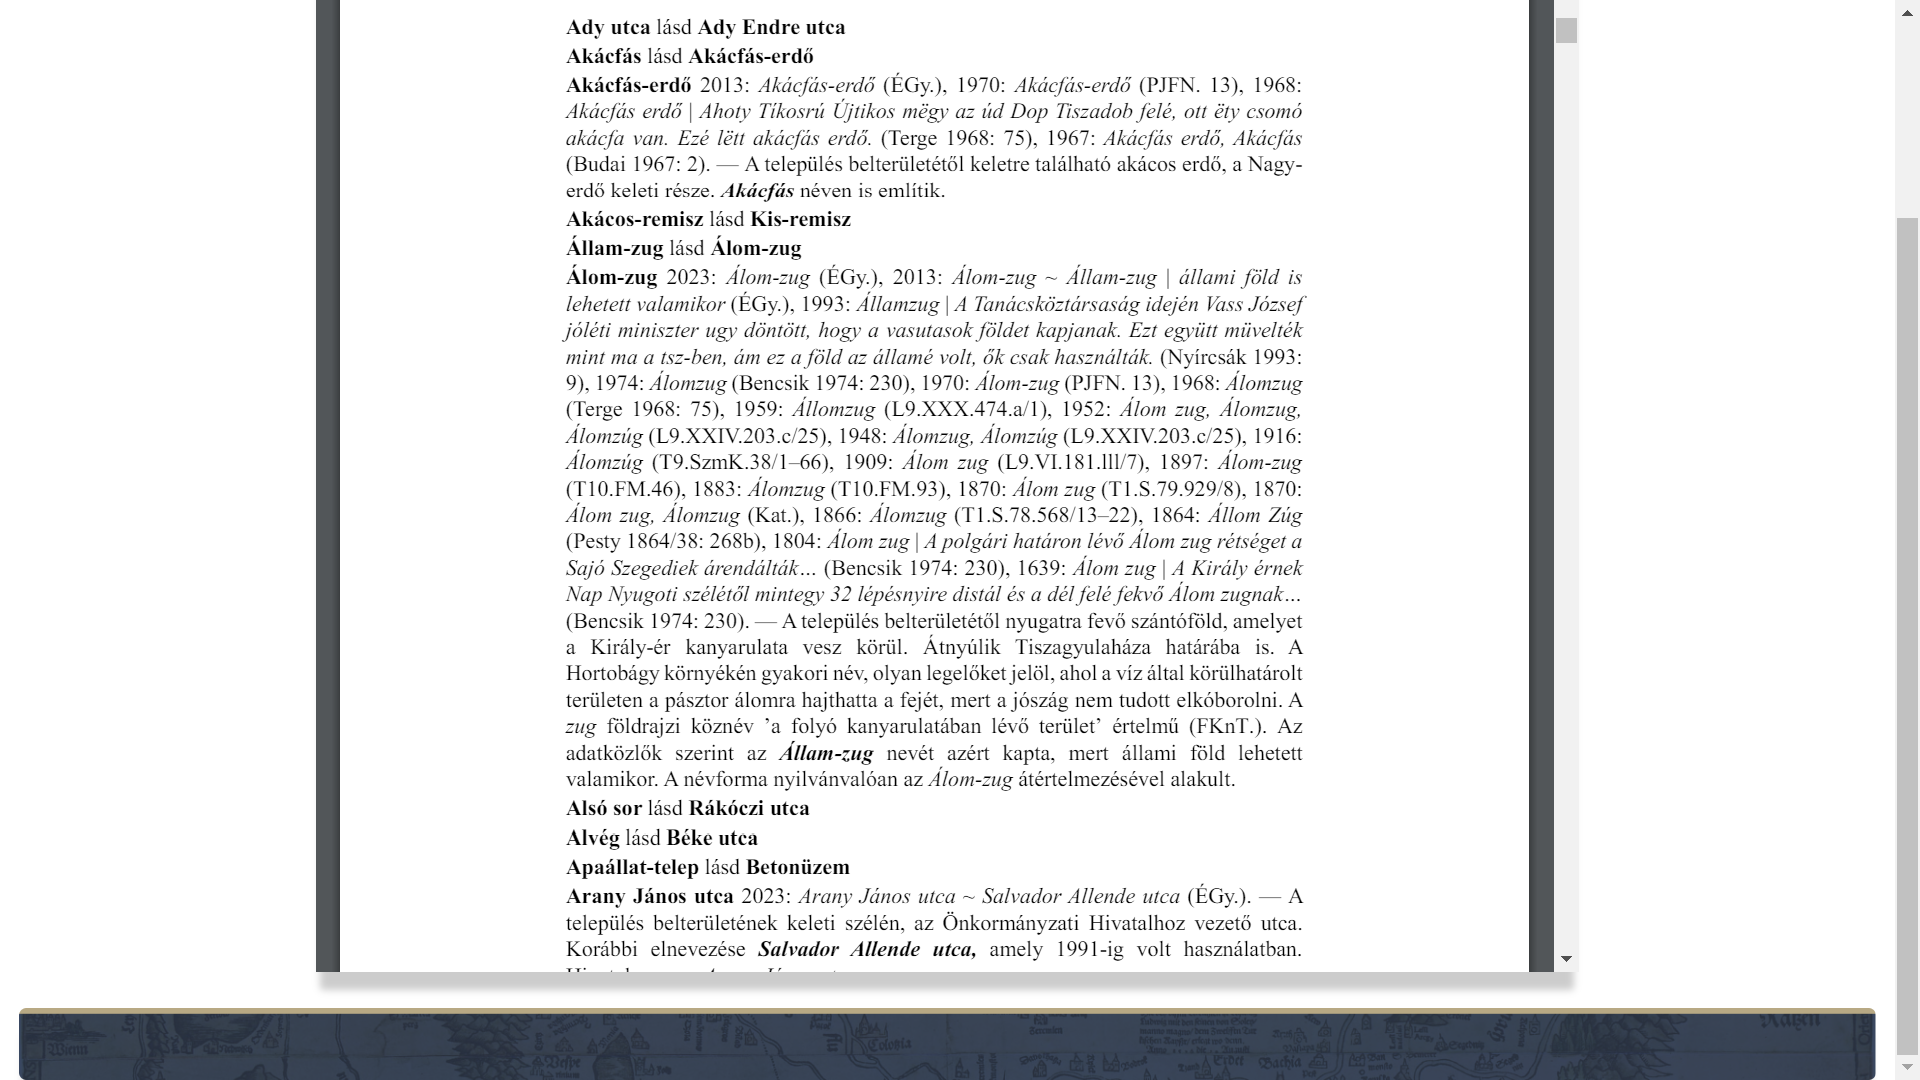 Ady utca lásd Ady Endre utca
Akácfás lásd Akácfás-erdő
Akácfás-erdő 2013: Akácfás-erdő (ÉGy.), 1970: Akácfás-erdő (PJFN. 13), 1968:
Akácfás erdő | Ahoty Tíkosrú Újtikos mëgy az úd Dop Tiszadob felé, ott ëty csomó
akácfa van. Ezé lëtt akácfás erdő. (Terge 1968: 75), 1967: Akácfás erdő, Akácfás
(Budai 1967: 2). — A település belterületétől keletre található akácos erdő, a Nagy-
erdő keleti része. Akácfás néven is említik.
Akácos-remisz lásd Kis-remisz
Állam-zug lásd Álom-zug
Álom-zug 2023: Álom-zug (ÉGy.), 2013: Álom-zug ~ Állam-zug | állami föld is
lehetett valamikor (ÉGy.), 1993: Államzug | A Tanácsköztársaság idején Vass József
jóléti miniszter ugy döntött, hogy a vasutasok földet kapjanak. Ezt együtt müvelték
mint ma a tsz-ben, ám ez a föld az államé volt, ők csak használták. (Nyírcsák 1993:
9), 1974: Álomzug (Bencsik 1974: 230), 1970: Álom-zug (PJFN. 13), 1968: Álomzug
(Terge 1968: 75), 1959: Állomzug (L9.XXX.474.a/1), 1952: Álom zug, Álomzug,
Álomzúg (L9.XXIV.203.c/25), 1948: Álomzug, Álomzúg (L9.XXIV.203.c/25), 1916:
Álomzúg (T9.SzmK.38/1–66), 1909: Álom zug (L9.VI.181.lll/7), 1897: Álom-zug
(T10.FM.46), 1883: Álomzug (T10.FM.93), 1870: Álom zug (T1.S.79.929/8), 1870:
Álom zug, Álomzug (Kat.), 1866: Álomzug (T1.S.78.568/13–22), 1864: Állom Zúg
(Pesty 1864/38: 268b), 1804: Álom zug | A polgári határon lévő Álom zug rétséget a
Sajó Szegediek árendálták... (Bencsik 1974: 230), 1639: Álom zug | A Király érnek
Nap Nyugoti szélétől mintegy 32 lépésnyire distál és a dél felé fekvő Álom zugnak...
(Bencsik 1974: 230). — A település belterületétől nyugatra fevő szántóföld, amelyet
a Király-ér kanyarulata vesz körül. Átnyúlik Tiszagyulaháza határába is. A
Hortobágy környékén gyakori név, olyan legelőket jelöl, ahol a víz által körülhatárolt
területen a pásztor álomra hajthatta a fejét, mert a jószág nem tudott elkóborolni. A
zug földrajzi köznév ’a folyó kanyarulatában lévő terület’ értelmű (FKnT.). Az
adatközlők szerint az Állam-zug nevét azért kapta, mert állami föld lehetett
valamikor. A névforma nyilvánvalóan az Álom-zug átértelmezésével alakult.
Alsó sor lásd Rákóczi utca
Alvég lásd Béke utca
Apaállat-telep lásd Betonüzem
Arany János utca 2023: Arany János utca ~ Salvador Allende utca (ÉGy.). — A
település belterületének keleti szélén, az Önkormányzati Hivatalhoz vezető utca.
Korábbi elnevezése Salvador Allende utca, amely 1991-ig volt használatban.
Colonia